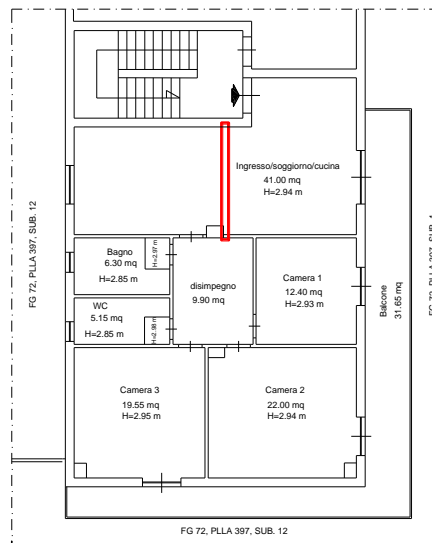 Ingresso/soggiorno/cucina
41.00 mq
H=2.94 m
FG 72, PLLA 397, SUB. 12
Bagno
6.30 mq
H=2.85 m
H=2.97 m
disimpegno
9.90 mq
Camera 1
12.40 mq
H=2.93 m
Balcone
31.65 mq
WC
5.15 mq
H=2.85 m
H=2.98 m
Camera 3
19.55 mq
H=2.95 m
Camera 2
22.00 mq
H=2.94 m
FG 72, PLLA 397, SUB. 12